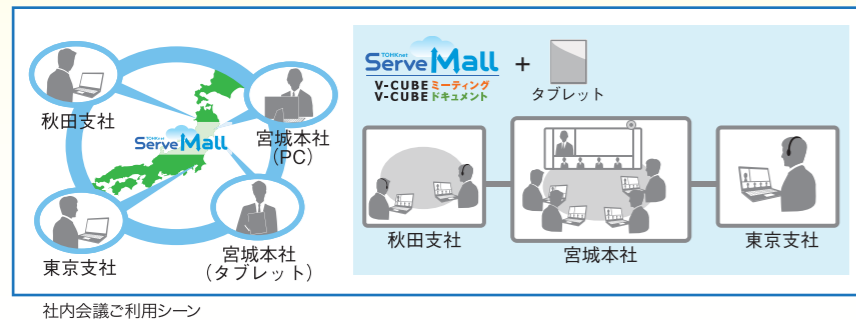 秋田支社
TOHKnet
ServeMall
宮城本社
(PC)
東京支社
宮城本社
(タブレット)
TOHKnet
ServeMall
V-CUBE ミーティング
V-CUBE ドキュメント
+
タブレット
秋田支社
宮城本社
東京支社
社内会議ご利用シーン